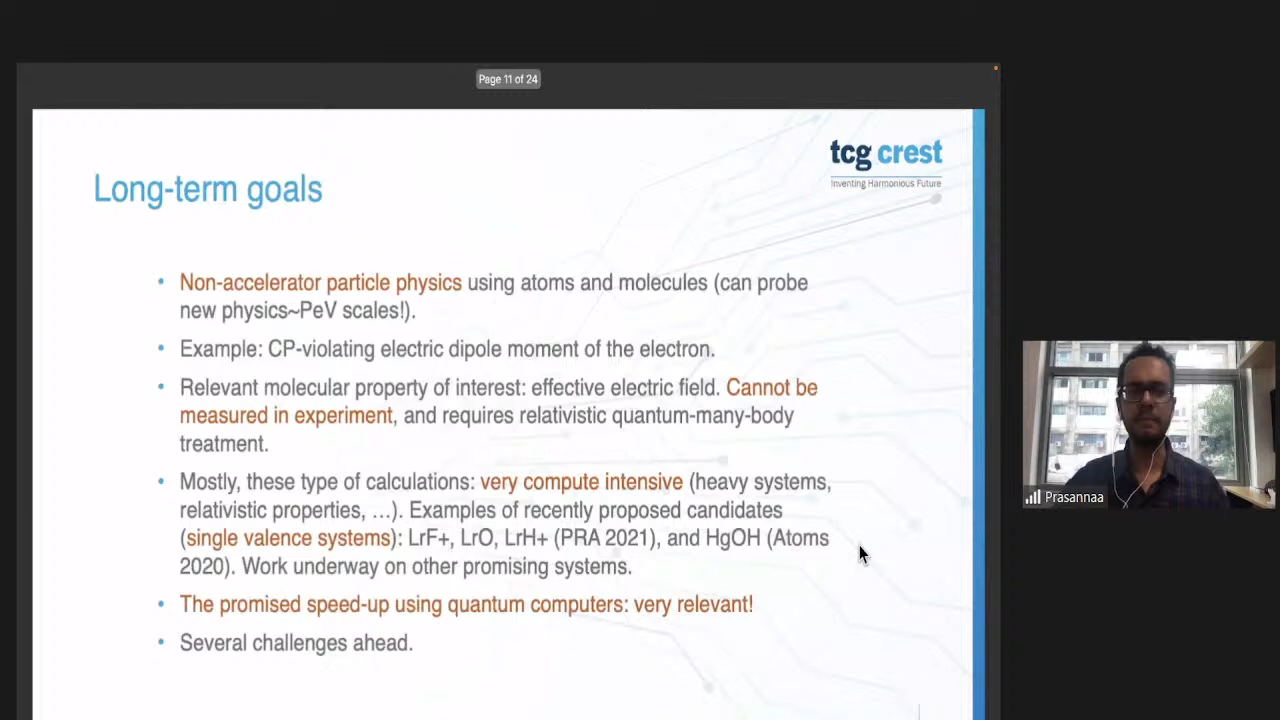 Page 11 of 24
tcg crest
Inventing Harmonious Future
Long-term goals
• Non-accelerator particle physics using atoms and molecules (can probe
new physics~PeV scales!).
• Example: CP-violating electric dipole moment of the electron.
• Relevant molecular property of interest: effective electric field. Cannot be
measured in experiment, and requires relativistic quantum-many-body
treatment.
• Mostly, these type of calculations: very compute intensive (heavy systems,
relativistic properties, ...). Examples of recently proposed candidates
(single valence systems): LrF+, LrO, LrH+ (PRA 2021), and HgOH (Atoms
2020). Work underway on other promising systems.
• The promised speed-up using quantum computers: very relevant!
• Several challenges ahead.
Prasannaa